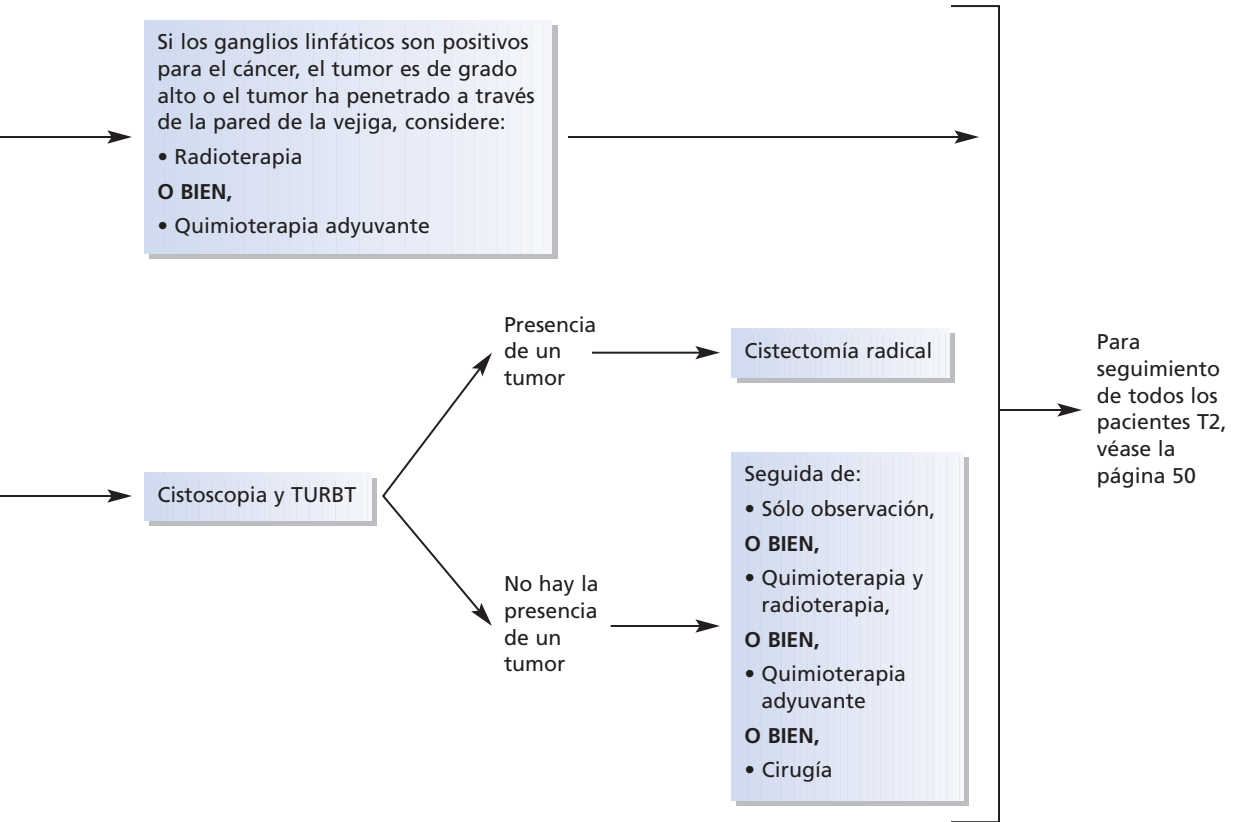 Si los ganglios linfáticos son positivos
para el cáncer, el tumor es de grado
alto o el tumor ha penetrado a través
de la pared de la vejiga, considere:
• Radioterapia
O BIEN,
• Quimioterapia adyuvante
Cistoscopia y TURBT
Presencia
de un
tumor
Cistectomía radical
No hay la
presencia
de un
tumor
Seguida de:
• Sólo observación,
O BIEN,
• Quimioterapia y
radioterapia,
O BIEN,
• Quimioterapia
adyuvante
O BIEN,
• Cirugía
Para
seguimiento
de todos los
pacientes T2,
véase la
página 50